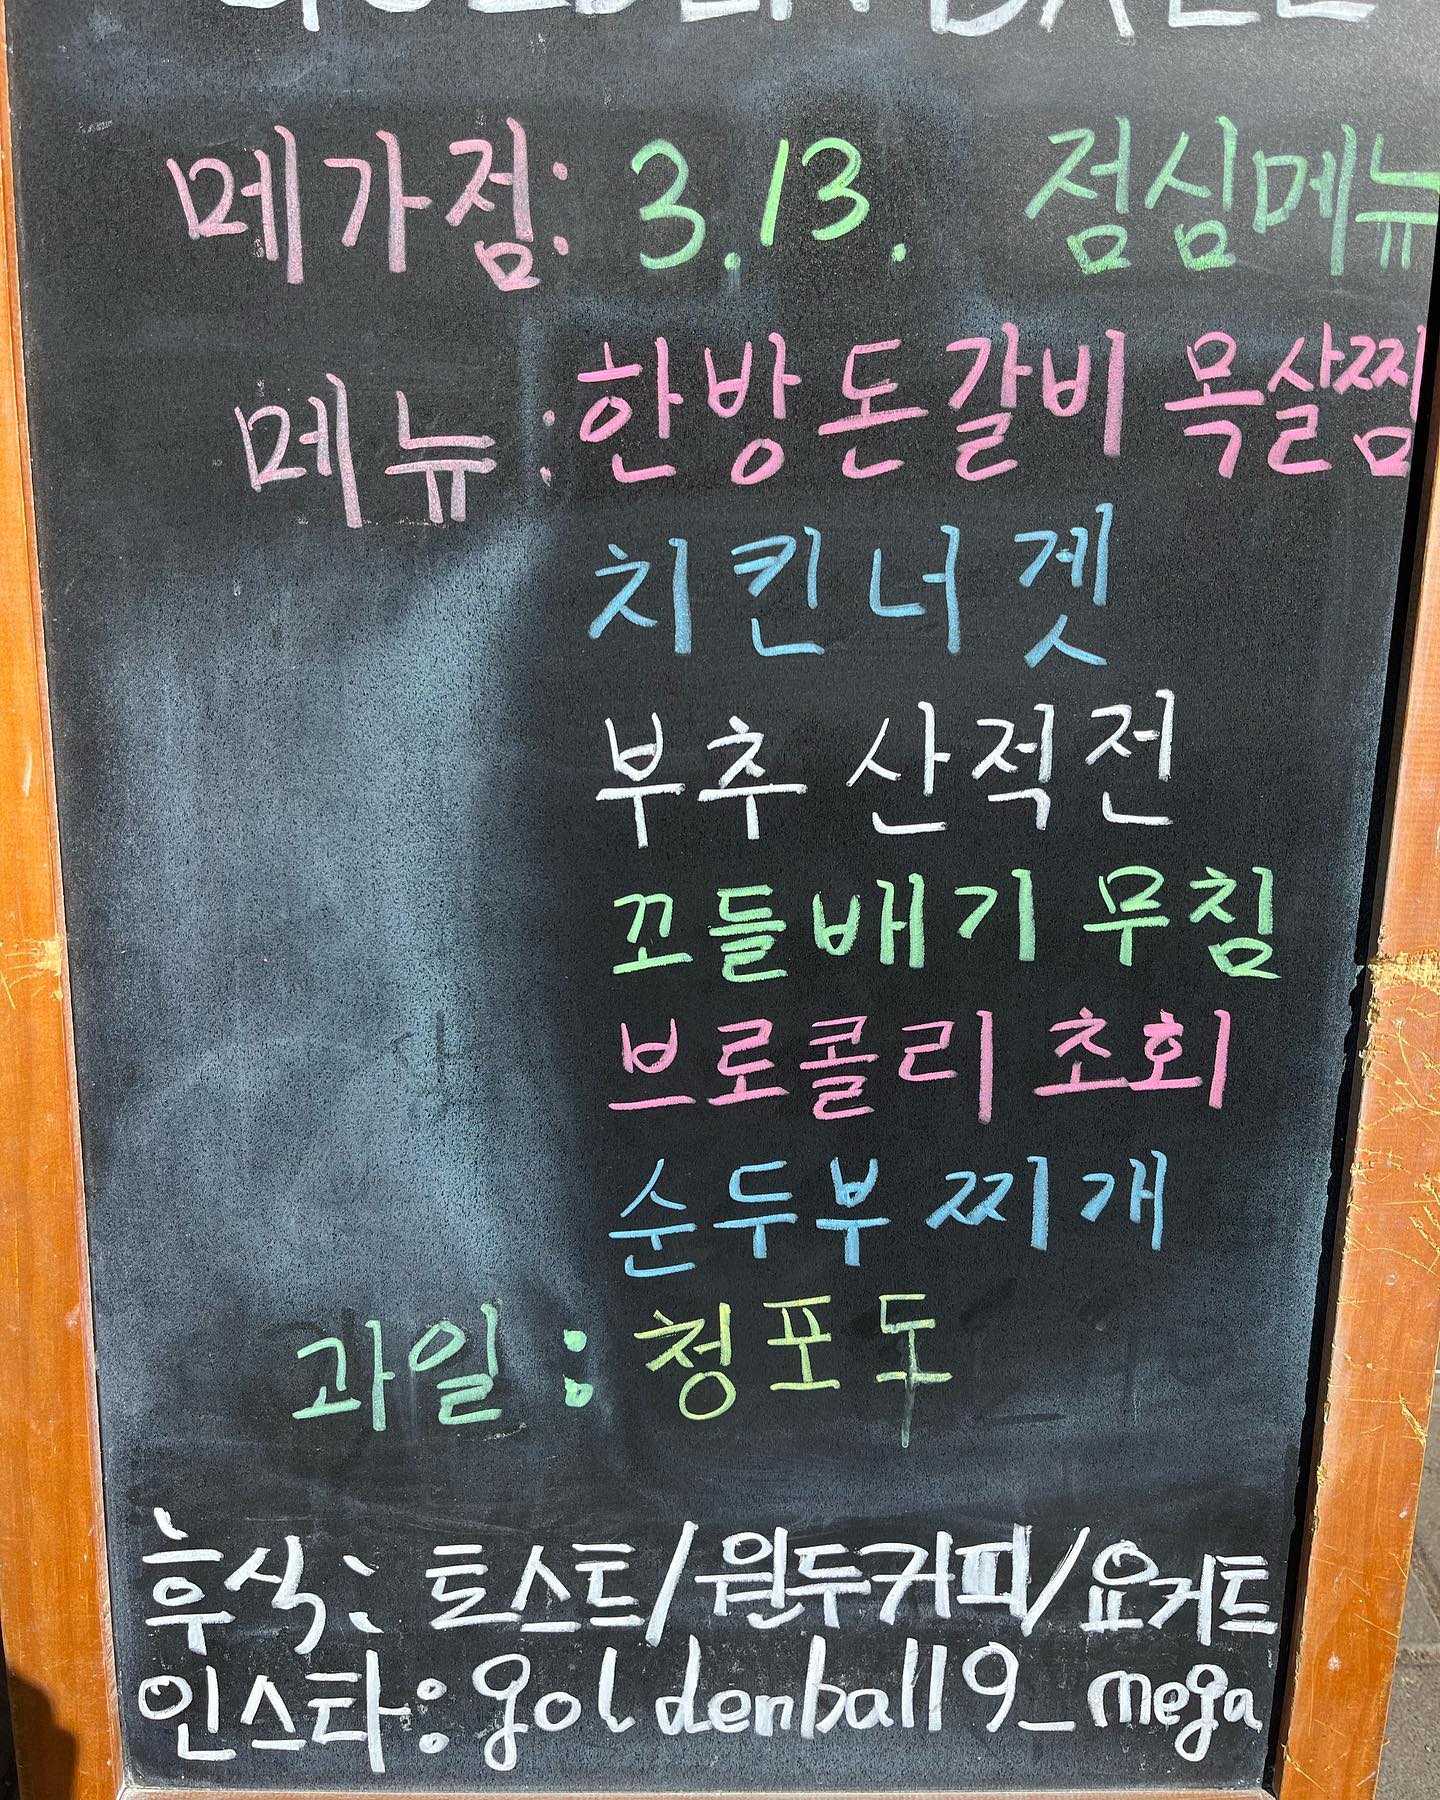 메가점: 3.13. 점심메뉴
메뉴: 한방돈갈비 목살찜
치킨너겟
부추 산적전
꼬들배기 무침
브로콜리 초회
순두부 찌개
과일: 청포도
후식: 토스트/원두커피/요거트
인스타: goldenball19_mega